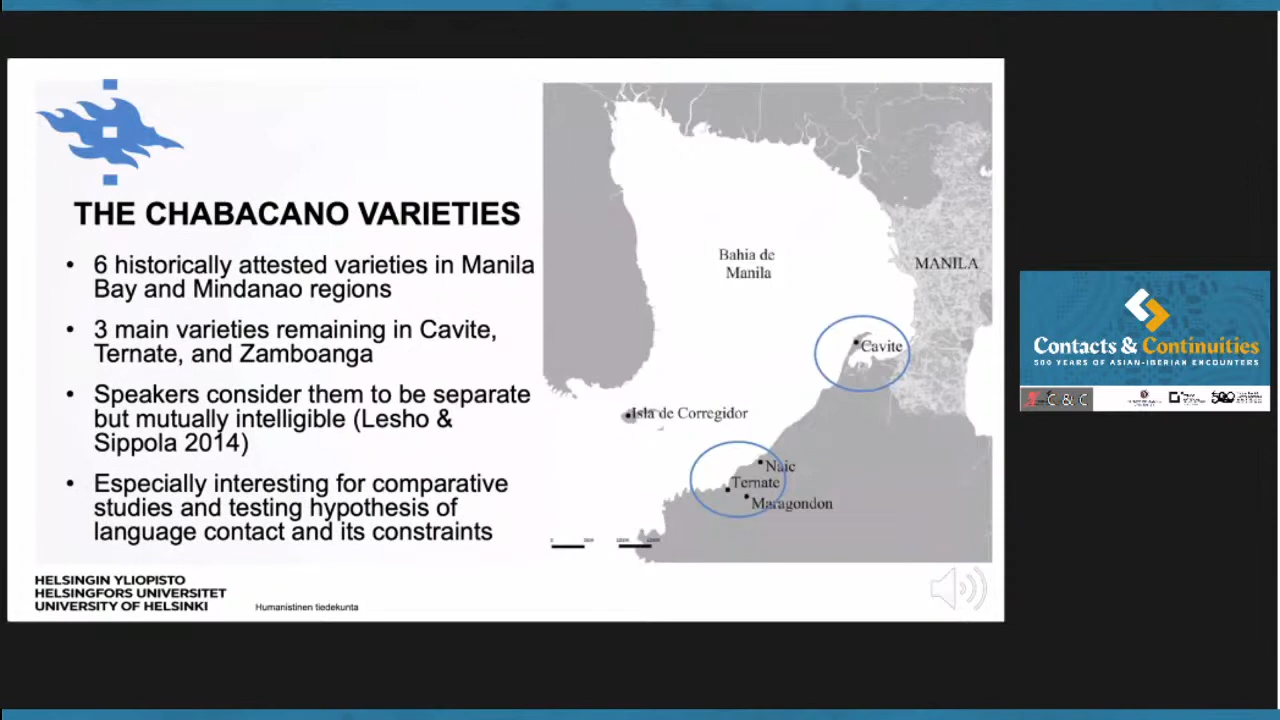 THE CHABACANO VARIETIES
• 6 historically attested varieties in Manila
Bay and Mindanao regions
• 3 main varieties remaining in Cavite,
Ternate, and Zamboanga
• Speakers consider them to be separate
but mutually intelligible (Lesho &
Sippola 2014)
• Especially interesting for comparative
studies and testing hypothesis of
language contact and its constraints
HELSINGIN YLIOPISTO
HELSINGFORS UNIVERSITET
UNIVERSITY OF HELSINKI
Humanistinen tiedekunta
Bahia de
Manila
MANILA
Cavite
Isla de Corregidor
Naic
Ternate
Maragondon
Contacts & Continuities
500 YEARS OF ASIAN-IBERIAN ENCOUNTERS
C & C